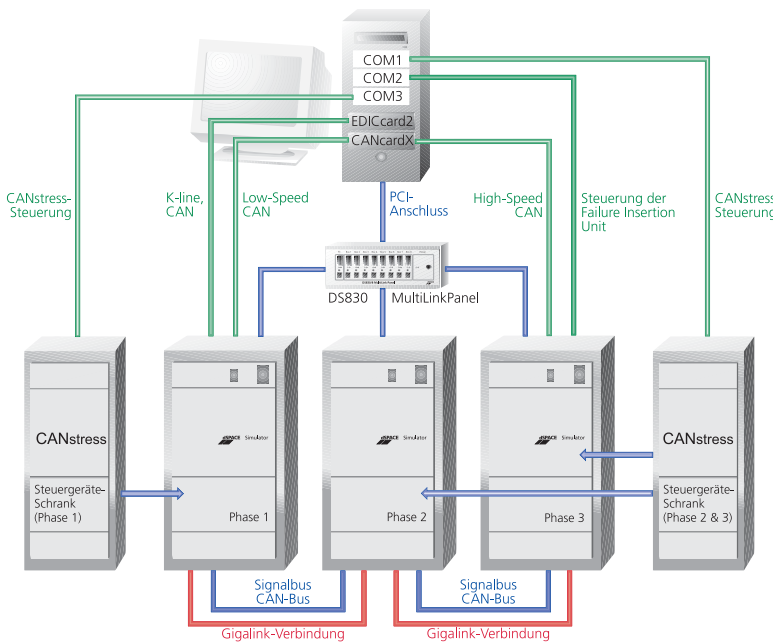 COM1
COM2
COM3
EDICcard2
CANcardX
CANstress-
Steuerung
K-line,
CAN
Low-Speed
CAN
PCI-
Anschluss
High-Speed
CAN
Steuerung der
Failure Insertion
Unit
CANstress
Steuerung
DS830 MultiLinkPanel
CANstress
Steuergeräte-
Schrank
(Phase 1)
dSPACE Simulator
Phase 1
dSPACE Simulator
Phase 2
dSPACE Simulator
Phase 3
CANstress
Steuergeräte-
Schrank
(Phase 2 & 3)
Signalbus
CAN-Bus
Signalbus
CAN-Bus
Gigalink-Verbindung
Gigalink-Verbindung